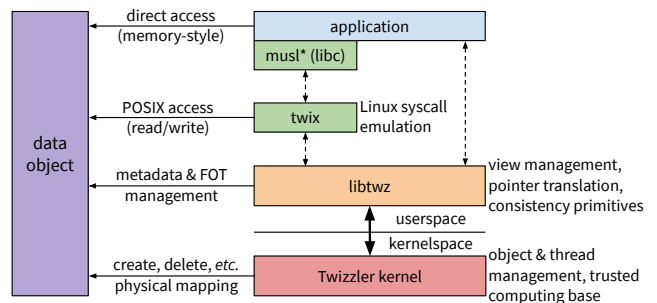 direct access
(memory-style)
application
musl* (libc)
POSIX access
(read/write)
twix
Linux syscall
emulation
data
object
metadata & FOT
management
libtwz
view management,
pointer translation,
consistency primitives
userspace
kernelspace
create, delete, etc.
physical mapping
Twizzler kernel
object & thread
management, trusted
computing base